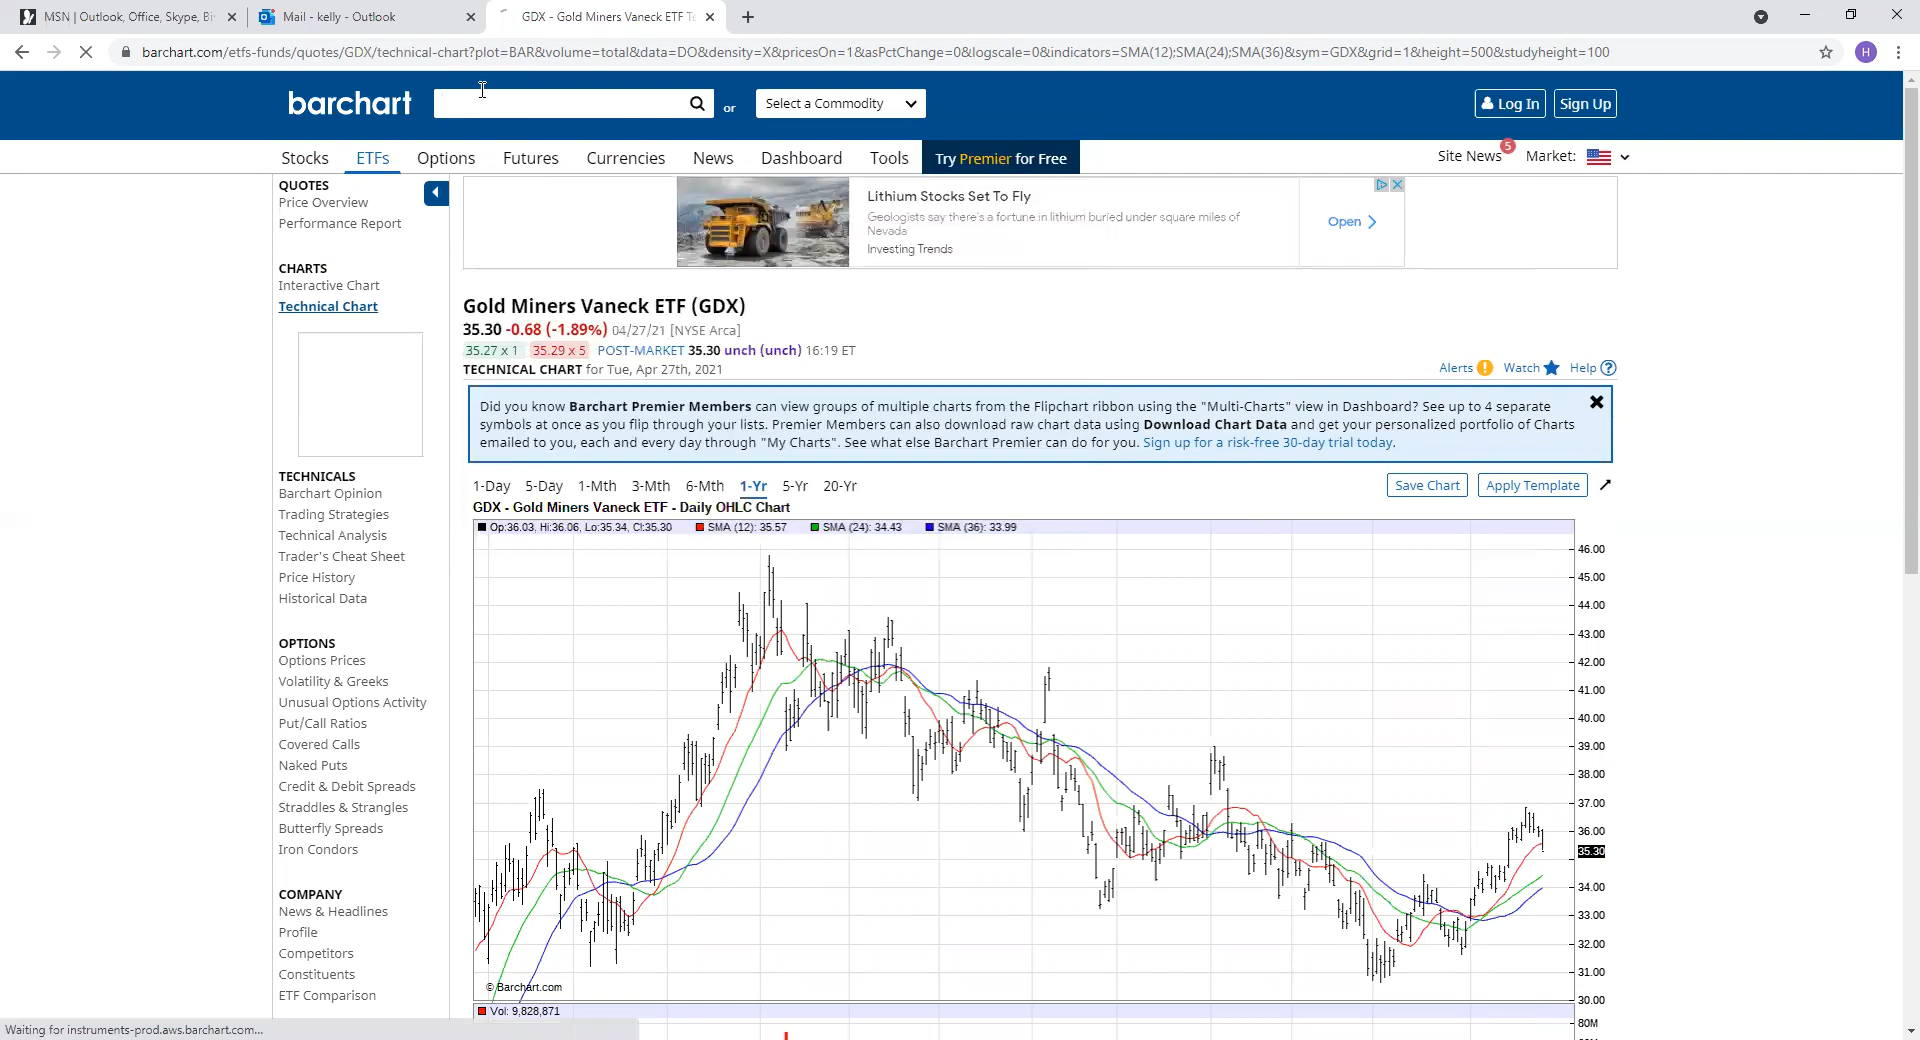 MSN | Outlook, Office, Skype, Bi
Mail - kelly - Outlook
GDX - Gold Miners Vaneck ETF Te
barchart.com/etfs-funds/quotes/GDX/technical-chart?plot=BAR&volume=total&data=DO&density=X&pricesOn=1&asPctChange=0&logscale=0&indicators=SMA(12);SMA(24);SMA(36)&sym=GDX&grid=1&height=500&studyheight=100
H
barchart
or
Select a Commodity
Log In
Sign Up
Stocks
ETFs
Options
Futures
Currencies
News
Dashboard
Tools
Try Premier for Free
Site News
5
Market:
QUOTES
Price Overview
Performance Report
CHARTS
Interactive Chart
Technical Chart
TECHNICALS
Barchart Opinion
Trading Strategies
Technical Analysis
Trader's Cheat Sheet
Price History
Historical Data
OPTIONS
Options Prices
Volatility & Greeks
Unusual Options Activity
Put/Call Ratios
Covered Calls
Naked Puts
Credit & Debit Spreads
Straddles & Strangles
Butterfly Spreads
Iron Condors
COMPANY
News & Headlines
Profile
Competitors
Constituents
ETF Comparison
Lithium Stocks Set To Fly
Geologists say there's a fortune in lithium buried under square miles of
Nevada
Investing Trends
Open
Gold Miners Vaneck ETF (GDX)
35.30 -0.68 (-1.89%) 04/27/21 [NYSE Arca]
35.27 x 1 35.29 x 5 POST-MARKET 35.30 unch (unch) 16:19 ET
TECHNICAL CHART for Tue, Apr 27th, 2021
Alerts
Watch
Help
Did you know Barchart Premier Members can view groups of multiple charts from the Flipchart ribbon using the "Multi-Charts" view in Dashboard? See up to 4 separate
symbols at once as you flip through your lists. Premier Members can also download raw chart data using Download Chart Data and get your personalized portfolio of Charts
emailed to you, each and every day through "My Charts". See what else Barchart Premier can do for you. Sign up for a risk-free 30-day trial today.
1-Day 5-Day 1-Mth 3-Mth 6-Mth 1-Yr 5-Yr 20-Yr
Save Chart
Apply Template
GDX - Gold Miners Vaneck ETF - Daily OHLC Chart
Op:36.03, Hi:36.06, Lo:35.34, Cl:35.30 SMA (12): 35.57 SMA (24): 34.43 SMA (36): 33.99
46.00
45.00
44.00
43.00
42.00
41.00
40.00
39.00
38.00
37.00
36.00
35.30
34.00
33.00
32.00
31.00
30.00
© Barchart.com
Vol: 9,828,871
80M
Waiting for instruments-prod.aws.barchart.com...